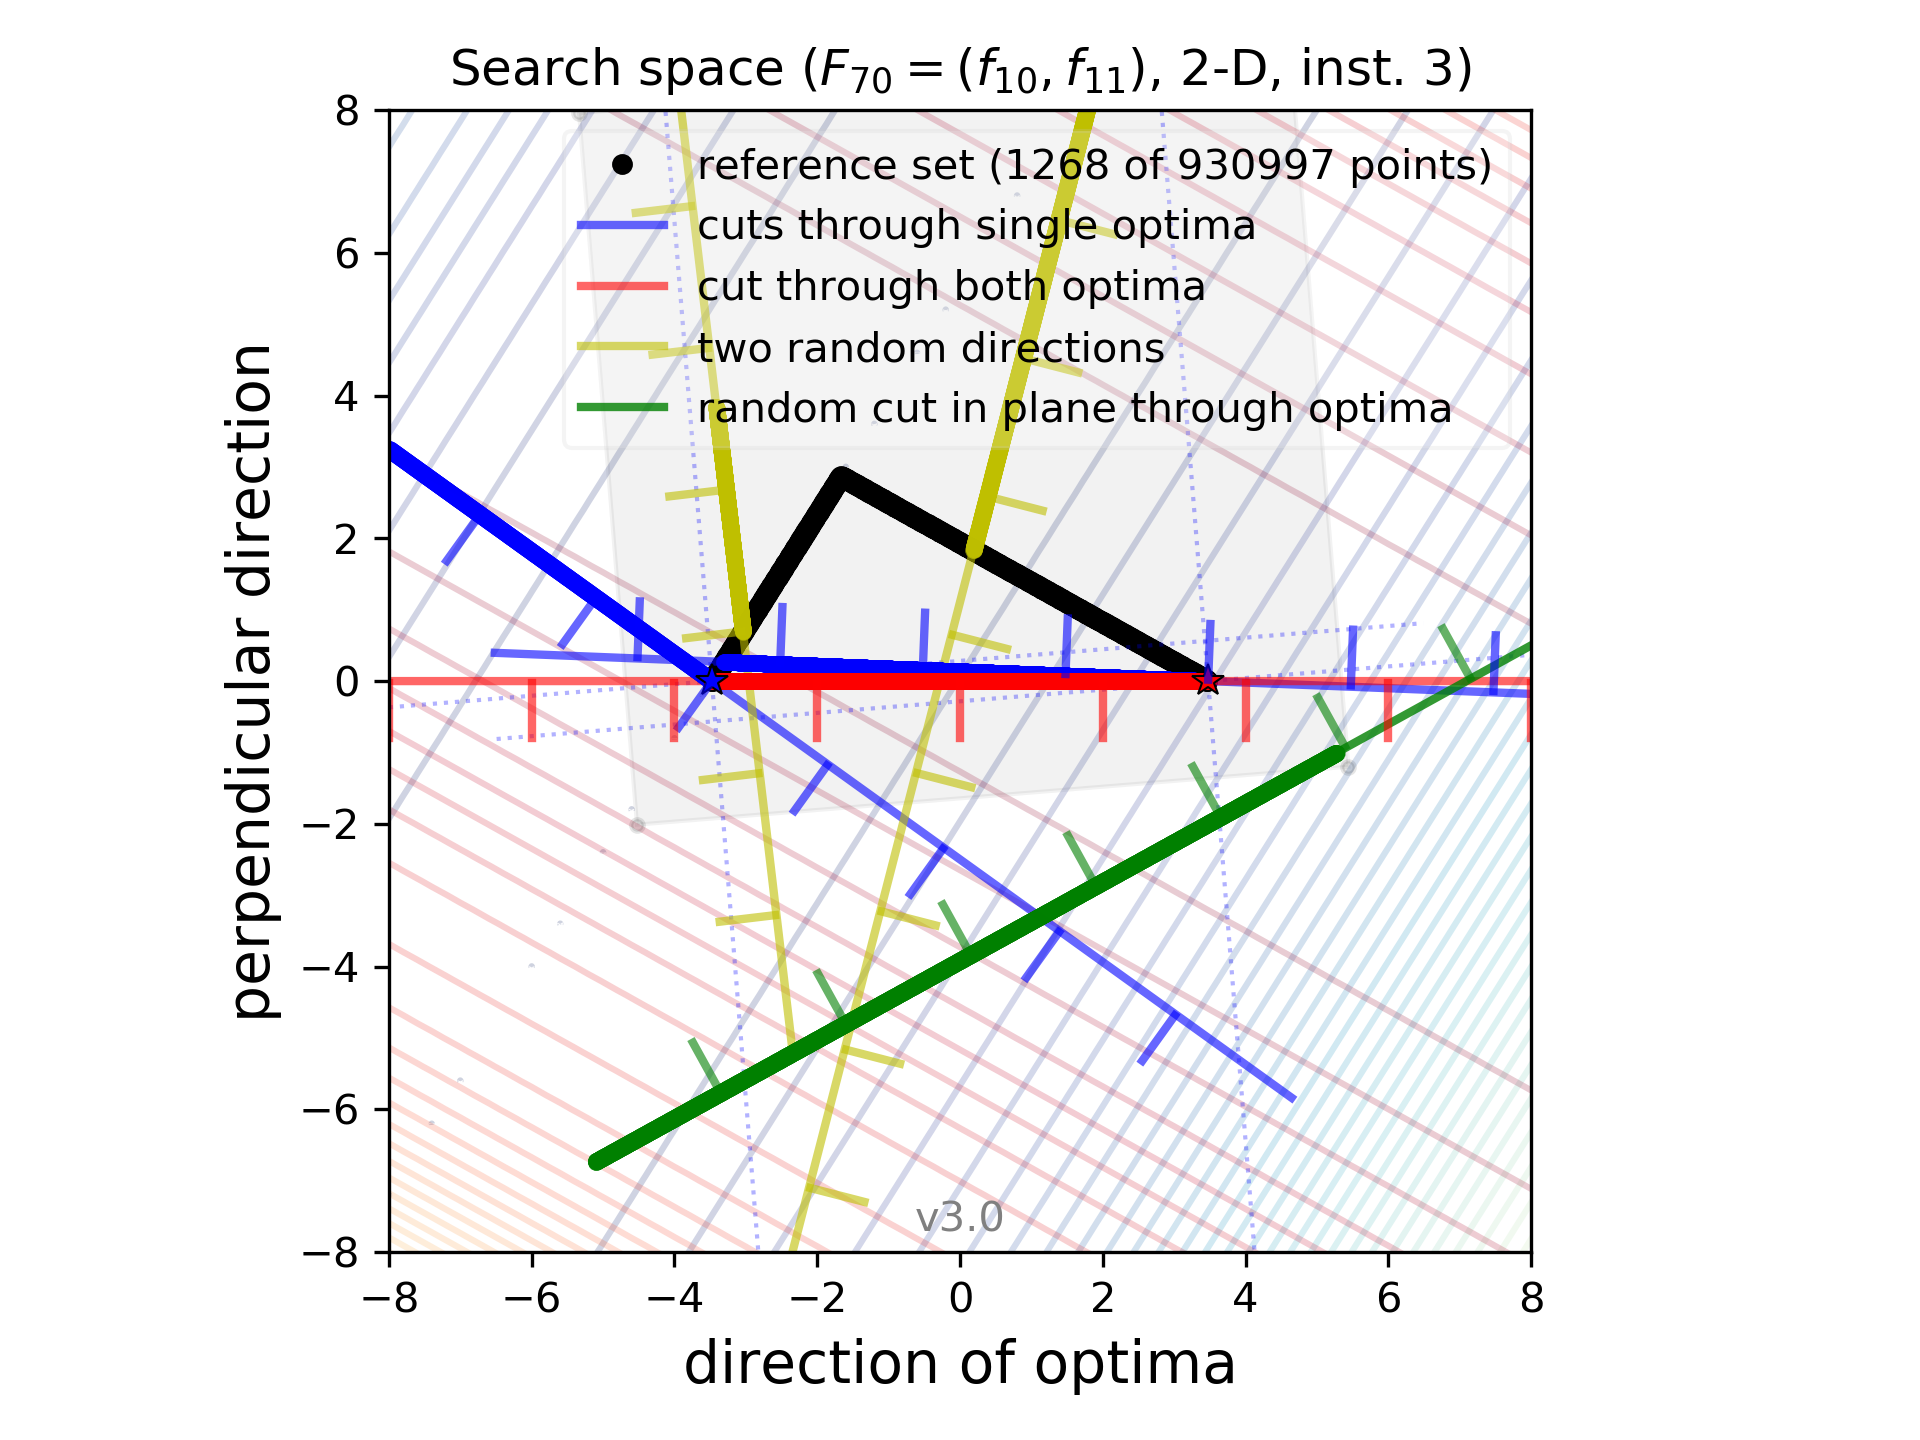 Search space (F₇₀ = (f₁₀, f₁₁), 2-D, inst. 3)
reference set (1268 of 930997 points)
cuts through single optima
cut through both optima
two random directions
random cut in plane through optima
perpendicular direction
8
6
4
2
0
−2
−4
−6
−8
v3.0
−8 −6 −4 −2 0 2 4 6 8
direction of optima